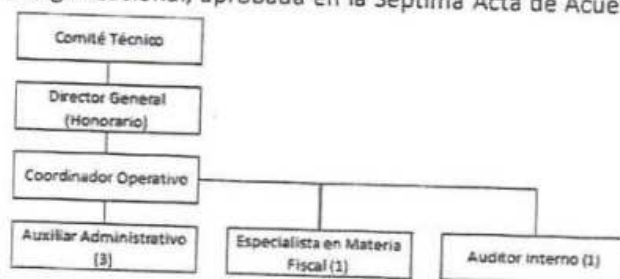 aprobada en la Séptima Acta de Acue
Comité Técnico
Director General
(Honorario)
Coordinador Operativo
Auxiliar Administrativo
(3)
Especialista en Materia
Fiscal (1)
Auditor Interno (1)